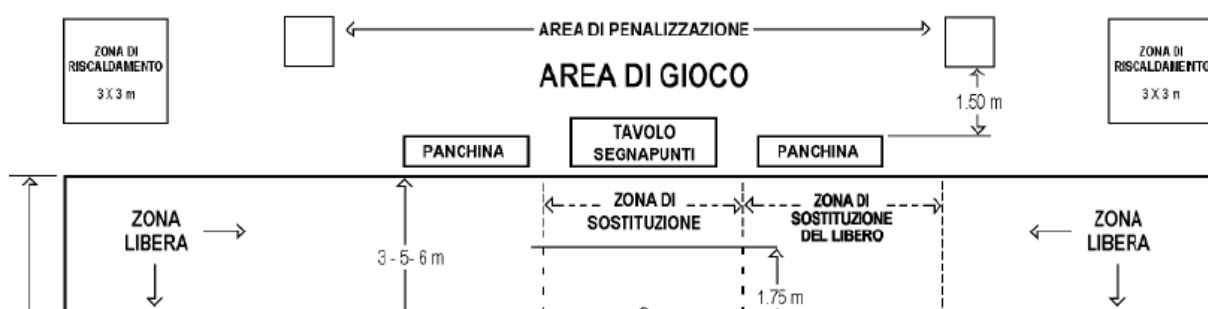 AREA DI PENALIZZAZIONE
ZONA DI
RISCALDAMENTO
3 X 3 m
ZONA DI
RISCALDAMENTO
3 X 3 m
AREA DI GIOCO
1.50 m
PANCHINA
TAVOLO
SEGNAPUNTI
PANCHINA
ZONA
LIBERA
ZONA DI
SOSTITUZIONE
ZONA DI
SOSTITUZIONE
DEL LIBERO
ZONA
LIBERA
3 - 5- 6 m
1.75 m